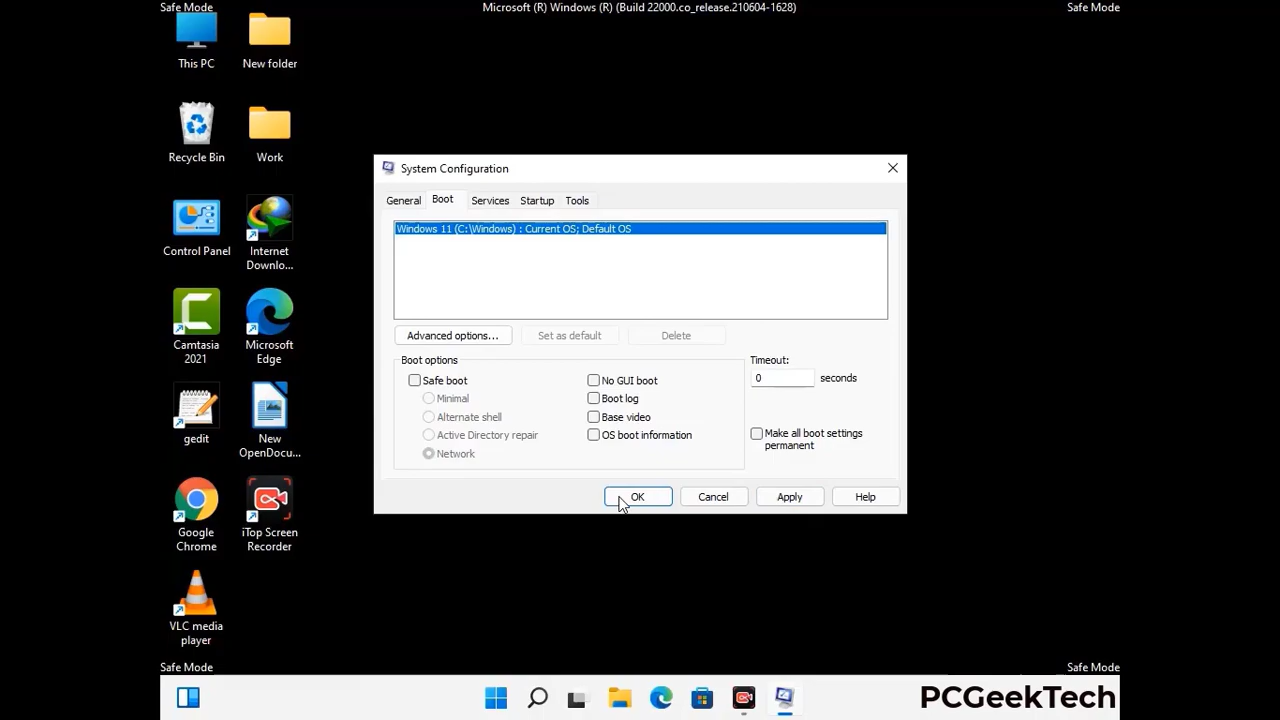 Safe Mode
Microsoft (R) Windows (R) (Build 22000.co_release.210604-1628)
Safe Mode
This PC
New folder
Recycle Bin
Work
Control Panel
Internet
Downlo...
Camtasia
2021
Microsoft
Edge
gedit
New
OpenDocu...
Google
Chrome
iTop Screen
Recorder
VLC media
player
System Configuration
General
Boot
Services
Startup
Tools
Windows 11 (C:\Windows) : Current OS; Default OS
Advanced options...
Set as default
Delete
Boot options
Safe boot
Minimal
Alternate shell
Active Directory repair
Network
No GUI boot
Boot log
Base video
OS boot information
Timeout:
0 seconds
Make all boot settings
permanent
OK
Cancel
Apply
Help
Safe Mode
Safe Mode
PCGeekTech